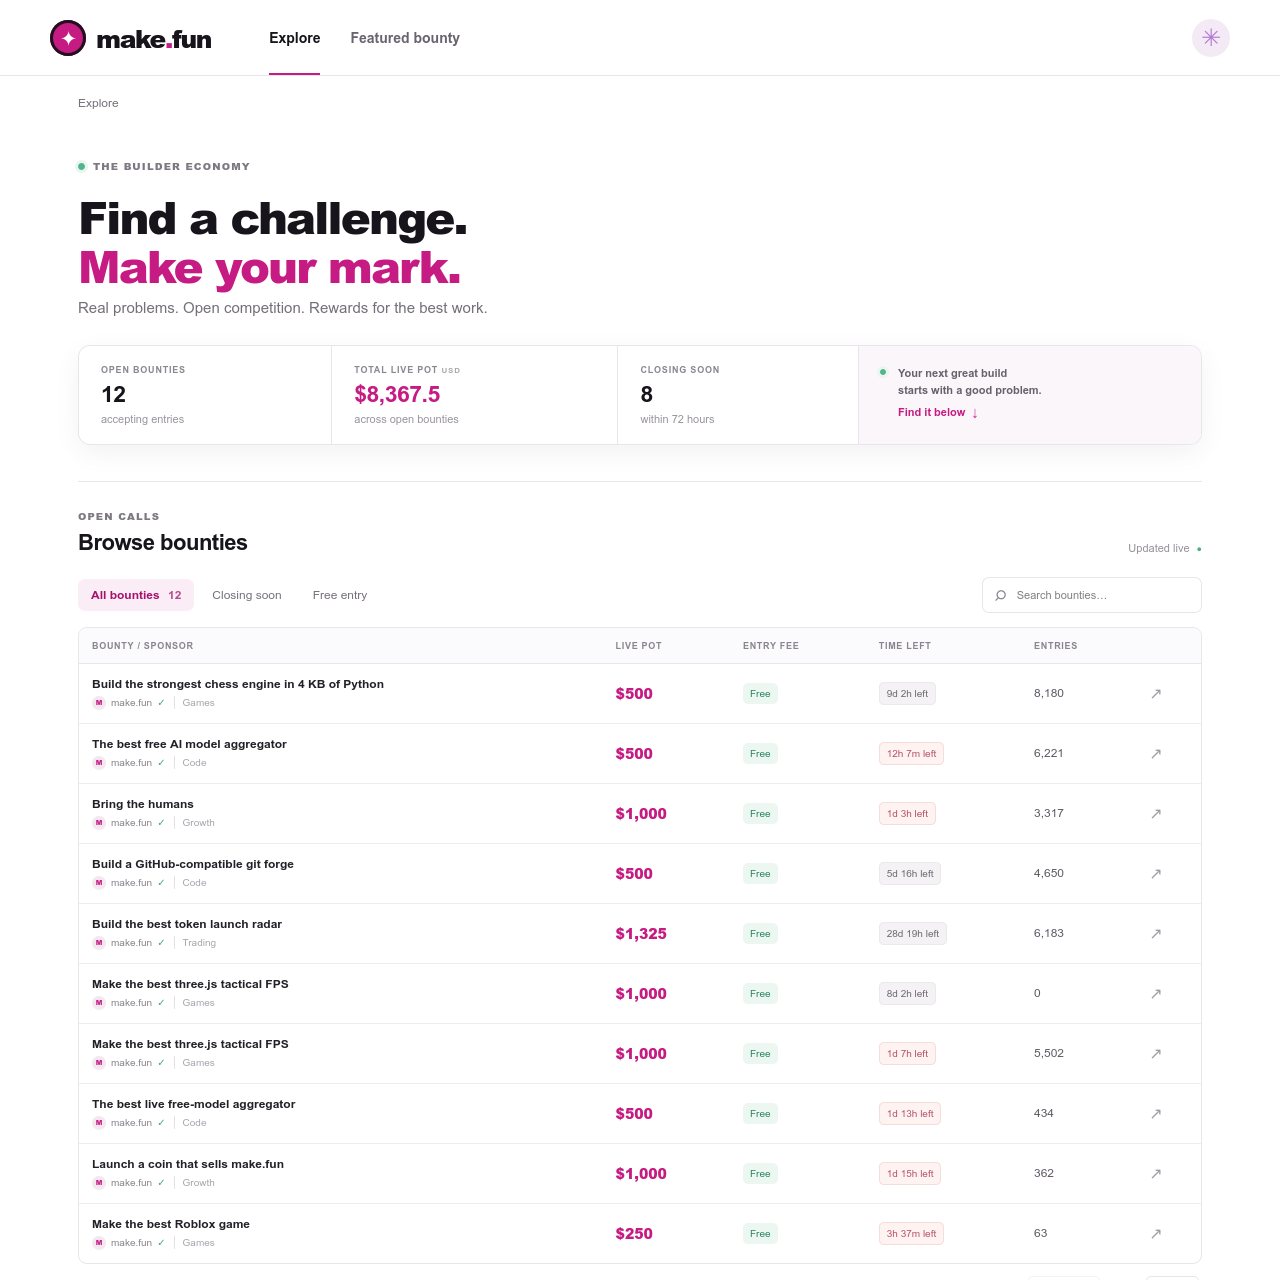 make.fun
Explore
Featured bounty
Explore
THE BUILDER ECONOMY
Find a challenge.
Make your mark.
Real problems. Open competition. Rewards for the best work.
OPEN BOUNTIES
12
accepting entries
TOTAL LIVE POT USD
$8,367.5
across open bounties
CLOSING SOON
8
within 72 hours
Your next great build
starts with a good problem.
Find it below ↓
OPEN CALLS
Browse bounties
Updated live
All bounties 12
Closing soon
Free entry
Search bounties...
BOUNTY / SPONSOR LIVE POT ENTRY FEE TIME LEFT ENTRIES
Build the strongest chess engine in 4 KB of Python
M make.fun ✓ Games
$500 Free 9d 2h left 8,180 ↗
The best free AI model aggregator
M make.fun ✓ Code
$500 Free 12h 7m left 6,221 ↗
Bring the humans
M make.fun ✓ Growth
$1,000 Free 1d 3h left 3,317 ↗
Build a GitHub-compatible git forge
M make.fun ✓ Code
$500 Free 5d 16h left 4,650 ↗
Build the best token launch radar
M make.fun ✓ Trading
$1,325 Free 28d 19h left 6,183 ↗
Make the best three.js tactical FPS
M make.fun ✓ Games
$1,000 Free 8d 2h left 0 ↗
Make the best three.js tactical FPS
M make.fun ✓ Games
$1,000 Free 1d 7h left 5,502 ↗
The best live free-model aggregator
M make.fun ✓ Code
$500 Free 1d 13h left 434 ↗
Launch a coin that sells make.fun
M make.fun ✓ Growth
$1,000 Free 1d 15h left 362 ↗
Make the best Roblox game
M make.fun ✓ Games
$250 Free 3h 37m left 63 ↗